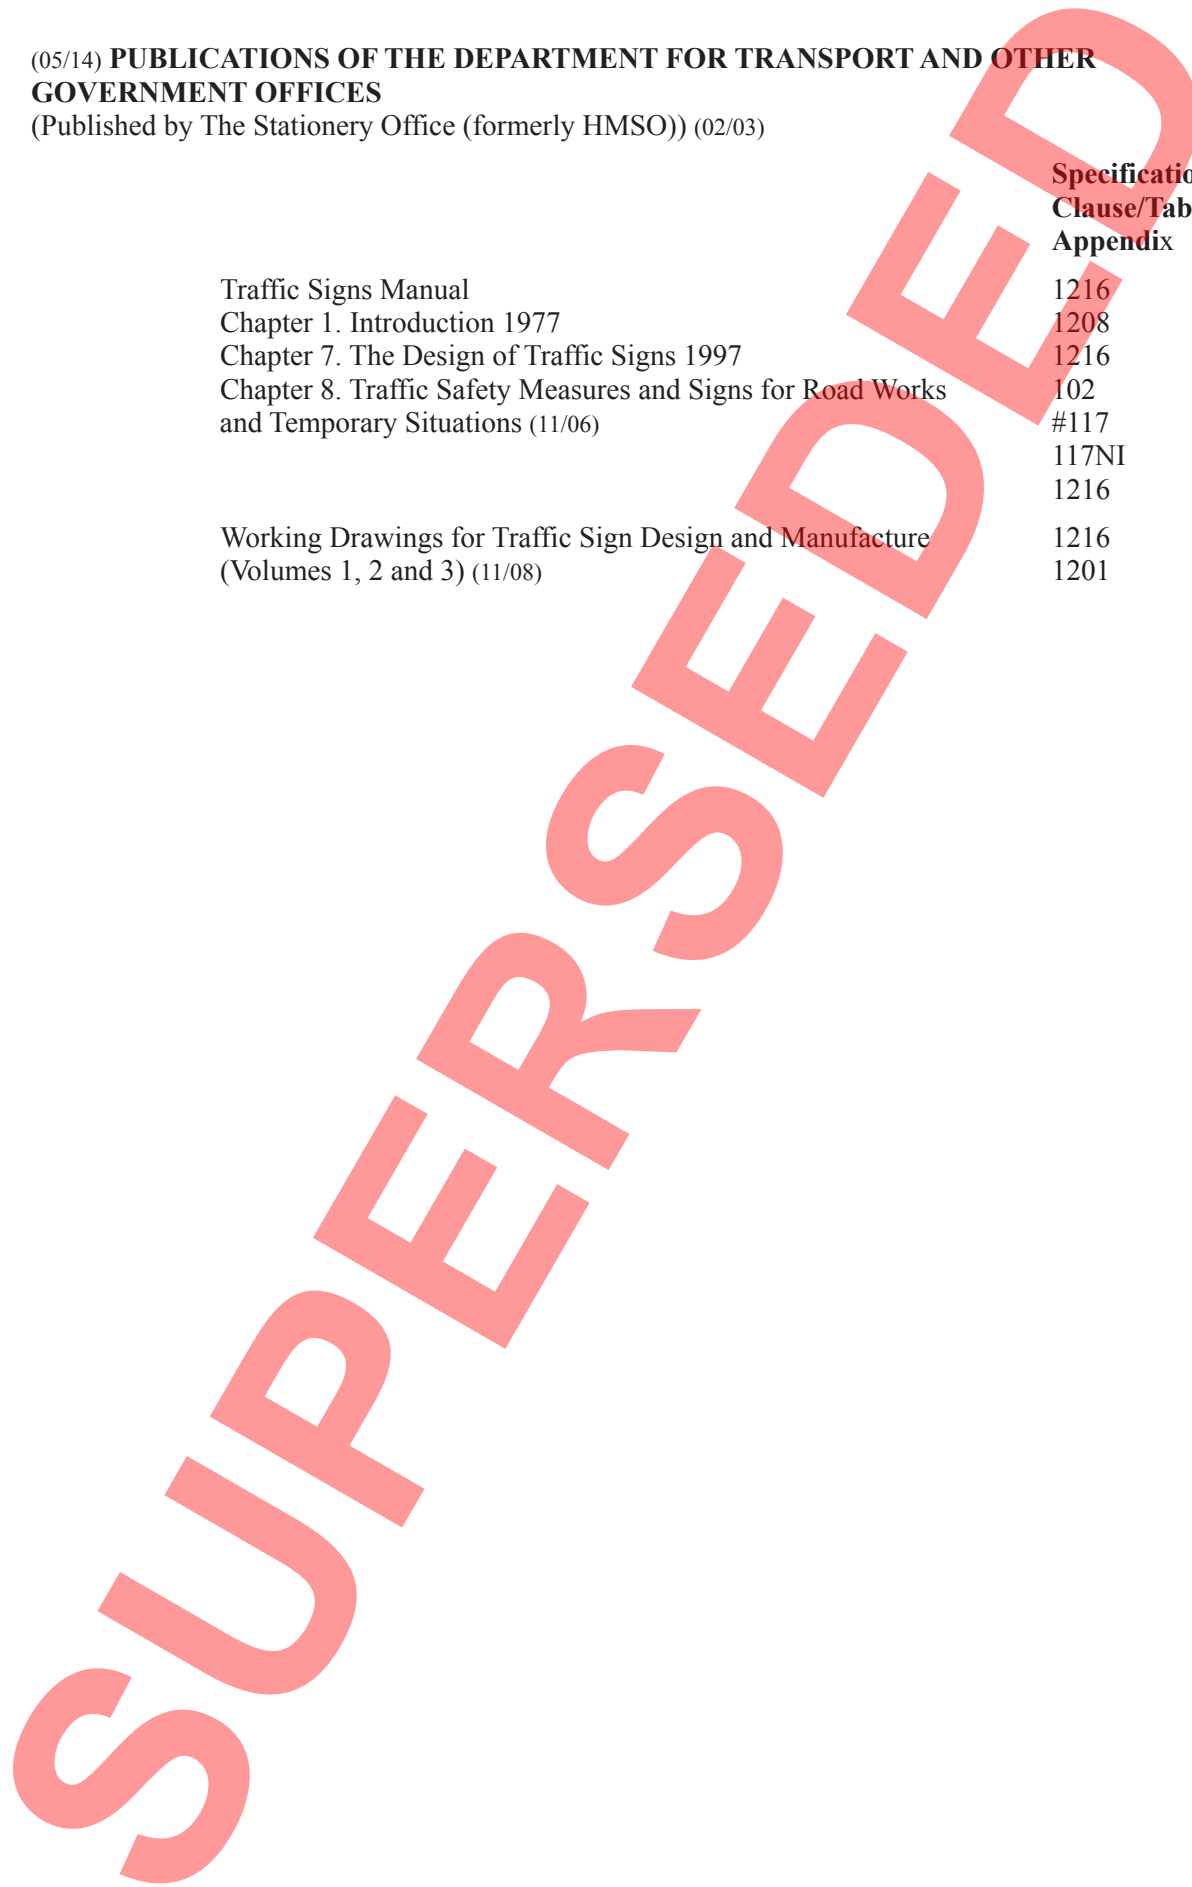 (05/14) PUBLICATIONS OF THE DEPARTMENT FOR TRANSPORT AND OTHER
GOVERNMENT OFFICES
(Published by The Stationery Office (formerly HMSO)) (02/03)
Specificatio
Clause/Tab
Appendix
Traffic Signs Manual 1216
Chapter 1. Introduction 1977 1208
Chapter 7. The Design of Traffic Signs 1997 1216
Chapter 8. Traffic Safety Measures and Signs for Road Works 102
and Temporary Situations (11/06) #117
117NI
1216
Working Drawings for Traffic Sign Design and Manufacture 1216
(Volumes 1, 2 and 3) (11/08) 1201
SUPERSEDED